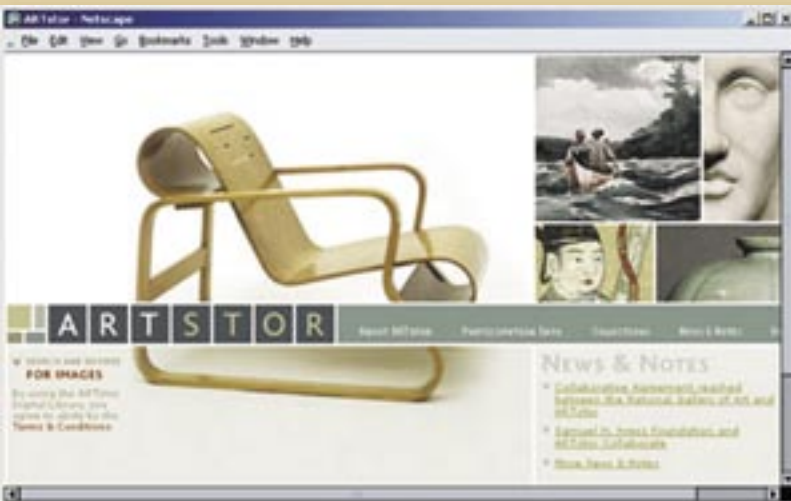 ARTstor - Netscape
File Edit View Go Bookmarks Tools Window Help
ARTSTOR
About ARTstor Participation Info Collections News & Notes
SEARCH AND BROWSE
FOR IMAGES
By using the ARTstor
Digital Library, you
agree to abide by the
Terms & Conditions
NEWS & NOTES
Collaborative Agreement reached
between the National Gallery of Art and
ARTstor
Samuel H. Kress Foundation and
ARTstor Collaborate
More News & Notes